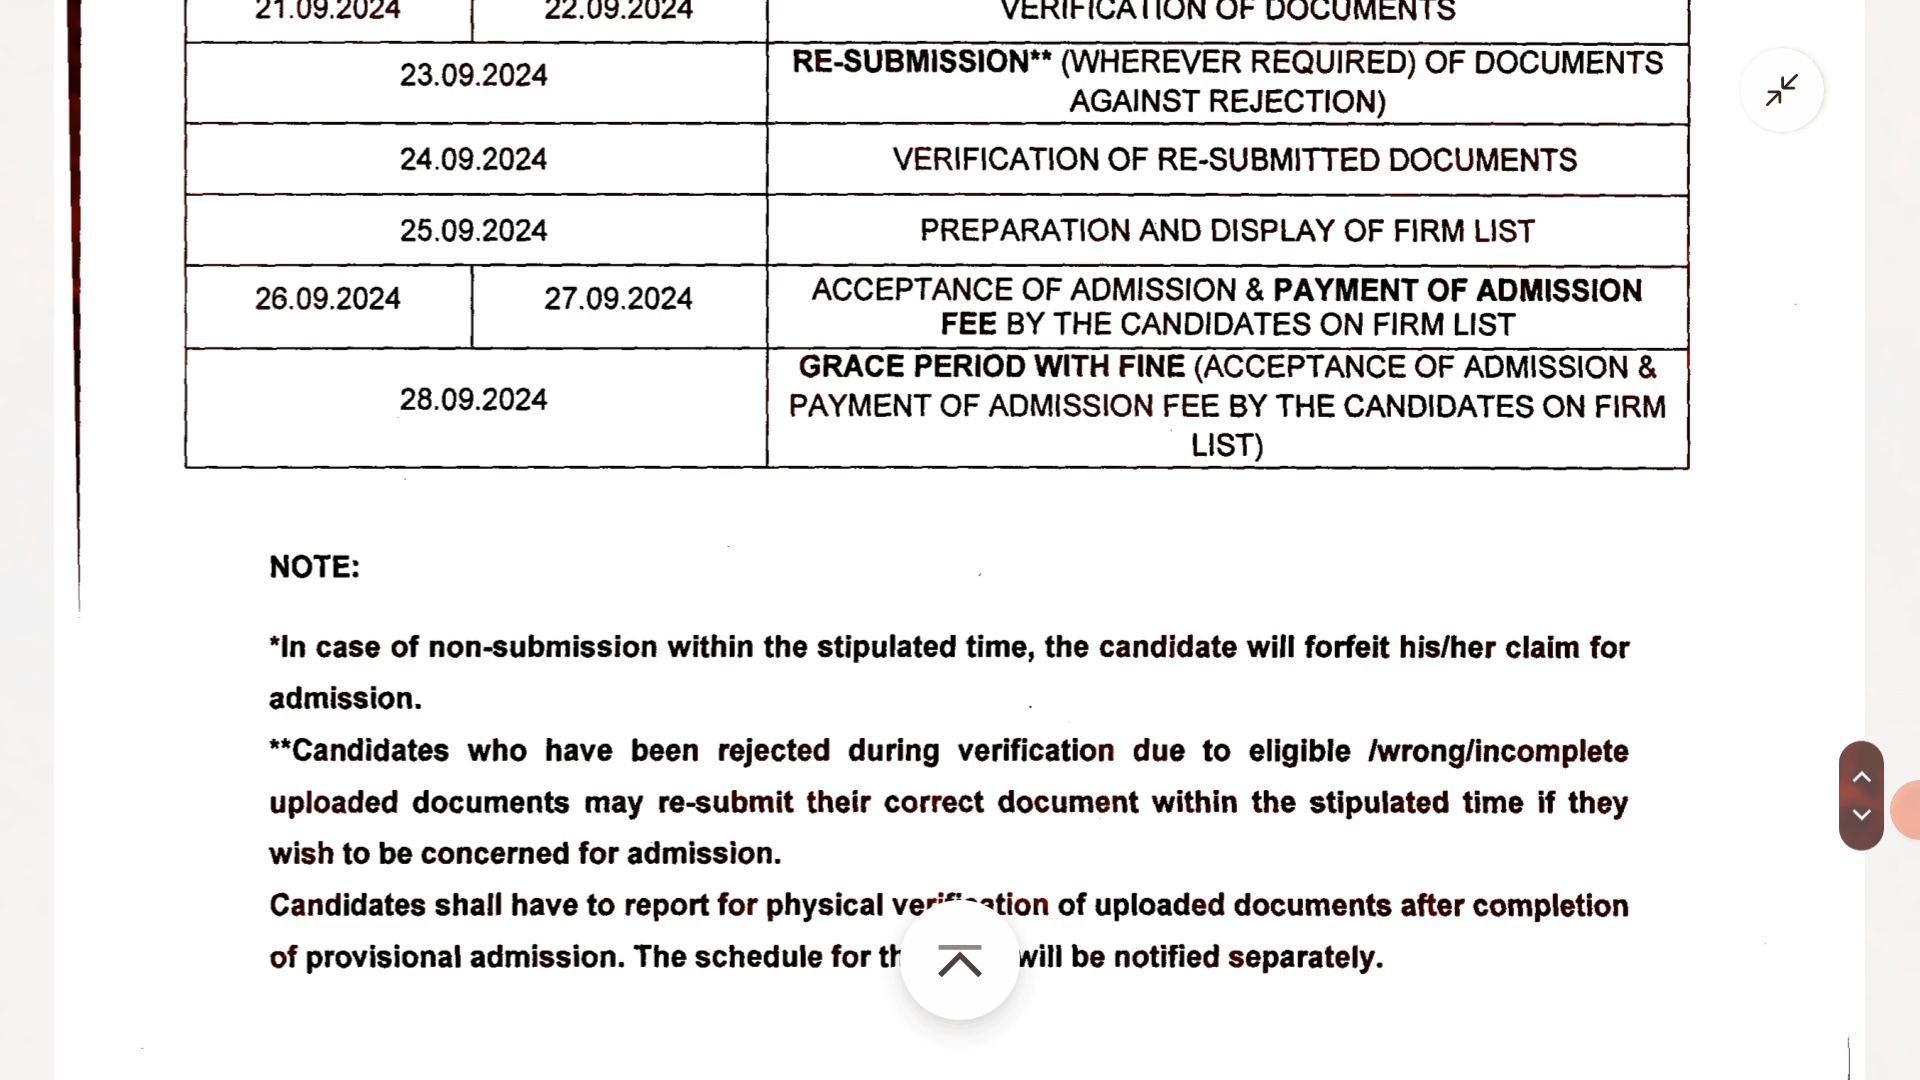 21.09.2024 22.09.2024 VERIFICATION OF DOCUMENTS
23.09.2024 RE-SUBMISSION** (WHEREVER REQUIRED) OF DOCUMENTS
AGAINST REJECTION)
24.09.2024 VERIFICATION OF RE-SUBMITTED DOCUMENTS
25.09.2024 PREPARATION AND DISPLAY OF FIRM LIST
26.09.2024 27.09.2024 ACCEPTANCE OF ADMISSION & PAYMENT OF ADMISSION
FEE BY THE CANDIDATES ON FIRM LIST
28.09.2024 GRACE PERIOD WITH FINE (ACCEPTANCE OF ADMISSION &
PAYMENT OF ADMISSION FEE BY THE CANDIDATES ON FIRM
LIST)
NOTE:
*In case of non-submission within the stipulated time, the candidate will forfeit his/her claim for
admission.
**Candidates who have been rejected during verification due to eligible /wrong/incomplete
uploaded documents may re-submit their correct document within the stipulated time if they
wish to be concerned for admission.
Candidates shall have to report for physical verification of uploaded documents after completion
of provisional admission. The schedule for will be notified separately.